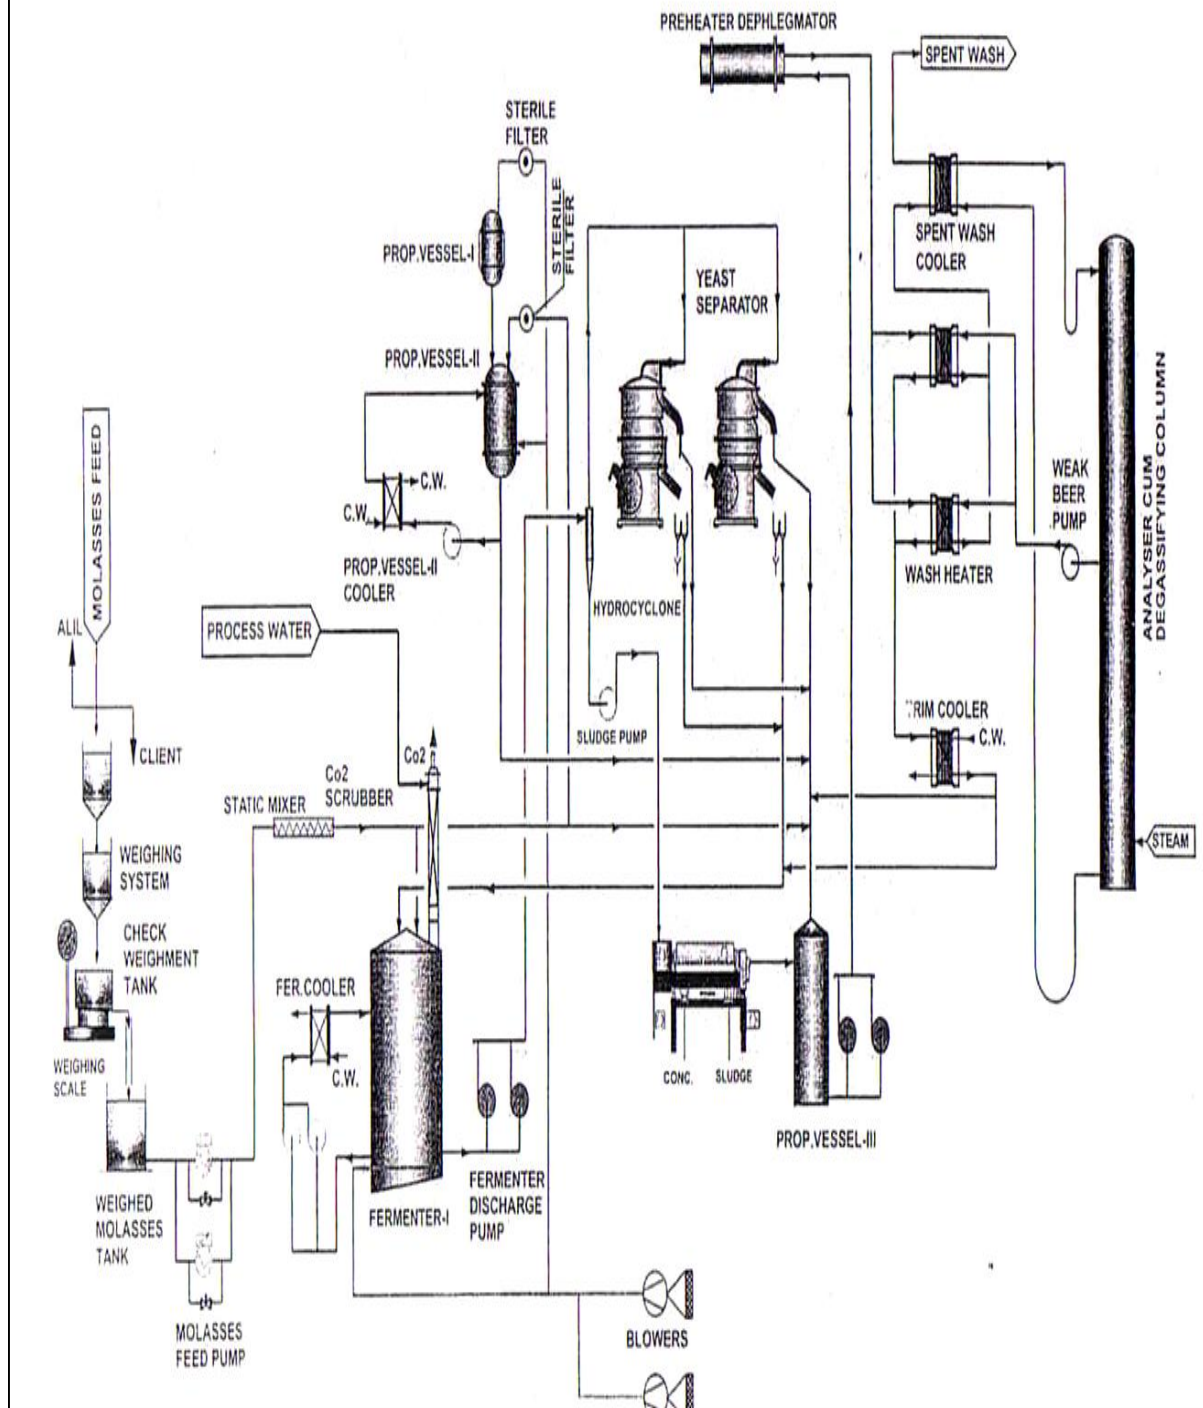 PREHEATER DEPHLEGMATOR
SPENT WASH
STERILE
FILTER
STERILE
FILTER
PROP.VESSEL-I
SPENT WASH
COOLER
YEAST
SEPARATOR
PROP.VESSEL-II
MOLASSES FEED
C.W.
C.W.
PROP.VESSEL-II
COOLER
WEAK
BEER
PUMP
ANALYSER CUM
DEGASSIFYING COLUMN
WASH HEATER
HYDROCYCLONE
ALIL
PROCESS WATER
TRIM COOLER
C.W.
SLUDGE PUMP
CLIENT
Co2
Co2
SCRUBBER
STATIC MIXER
STEAM
WEIGHING
SYSTEM
CHECK
WEIGHMENT
TANK
FER.COOLER
C.W.
WEIGHING
SCALE
CONC.
SLUDGE
PROP.VESSEL-III
WEIGHED
MOLASSES
TANK
FERMENTER-I
FERMENTER
DISCHARGE
PUMP
MOLASSES
FEED PUMP
BLOWERS